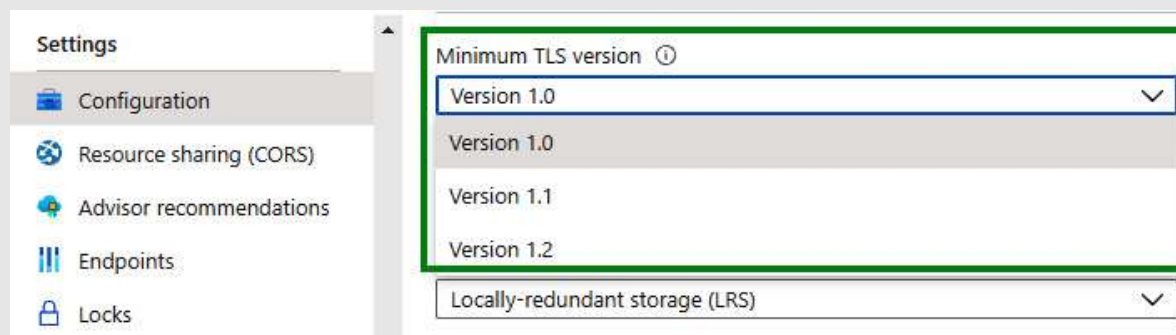 Settings
Configuration
Resource sharing (CORS)
Advisor recommendations
Endpoints
Locks
Minimum TLS version
Version 1.0
Version 1.0
Version 1.1
Version 1.2
Locally-redundant storage (LRS)